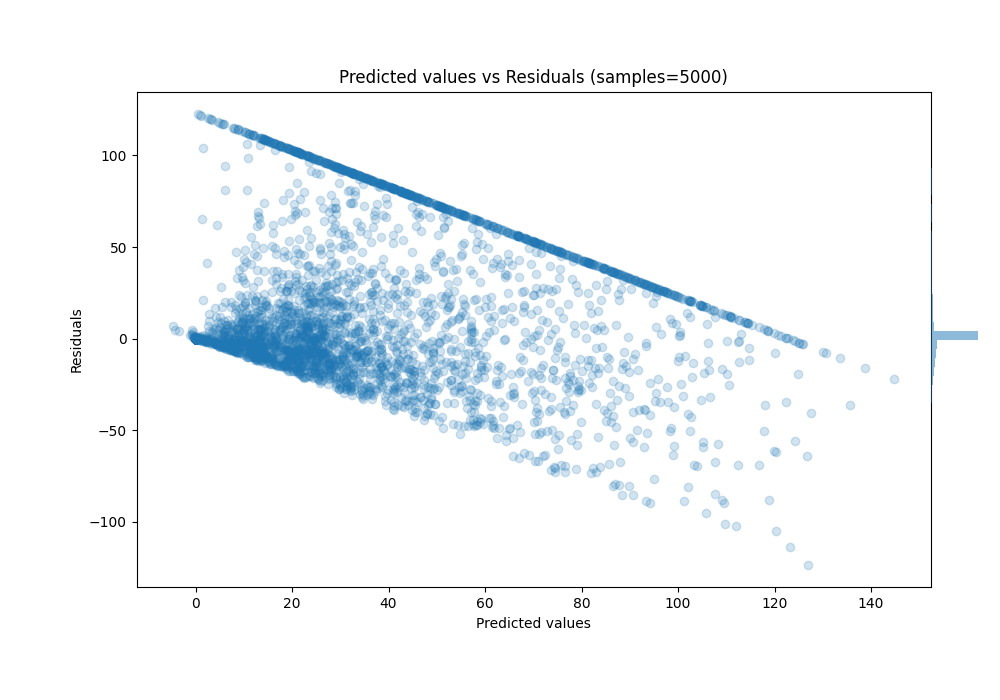 Predicted values vs Residuals (samples=5000)
100
50
0
−50
−100
Residuals
0 20 40 60 80 100 120 140
Predicted values